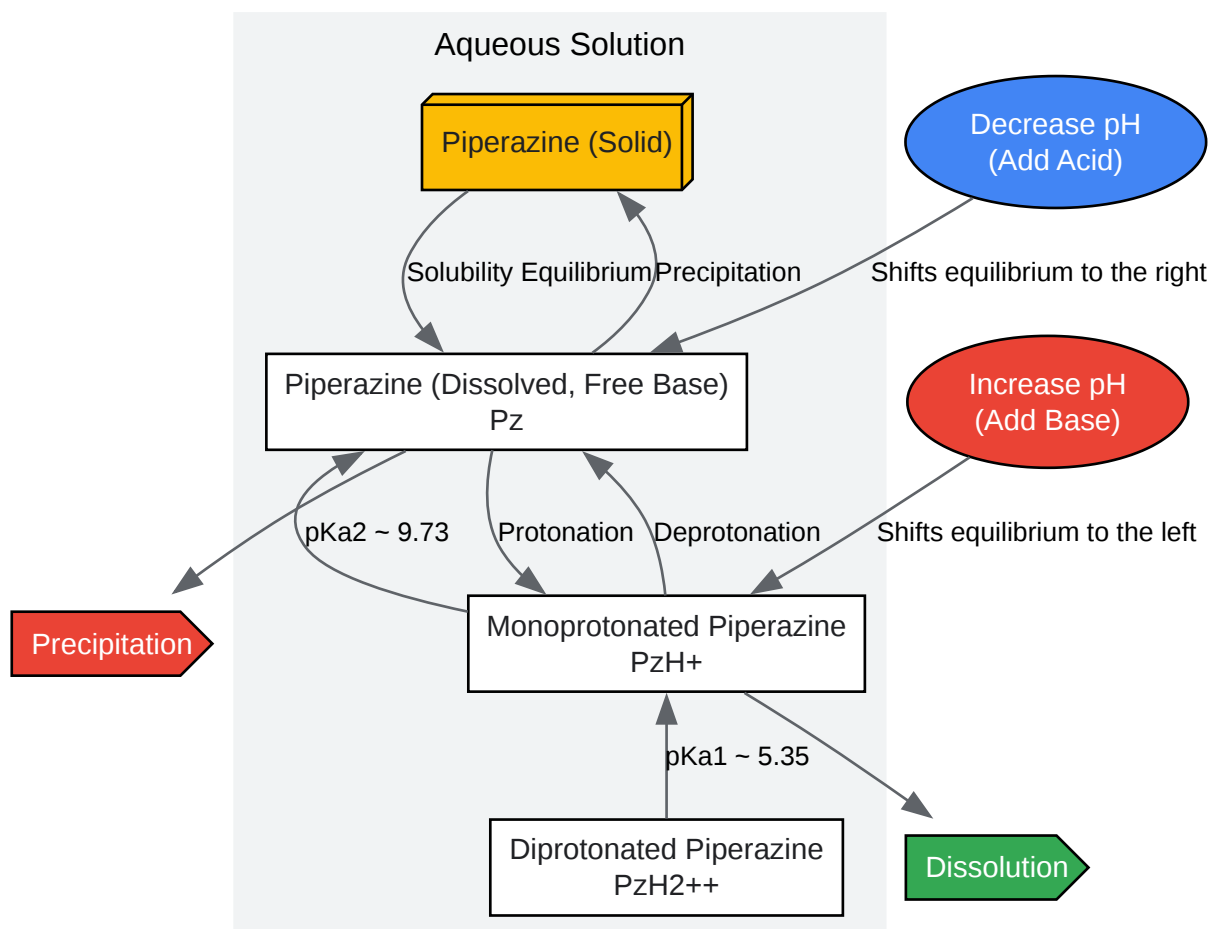 Aqueous Solution
Piperazine (Solid)
Decrease pH
(Add Acid)
Solubility Equilibrium
Precipitation
Shifts equilibrium to the right
Piperazine (Dissolved, Free Base)
Pz
Increase pH
(Add Base)
pKa2 ~ 9.73
Protonation
Deprotonation
Shifts equilibrium to the left
Precipitation
Monoprotonated Piperazine
PzH+
pKa1 ~ 5.35
Diprotonated Piperazine
PzH2++
Dissolution